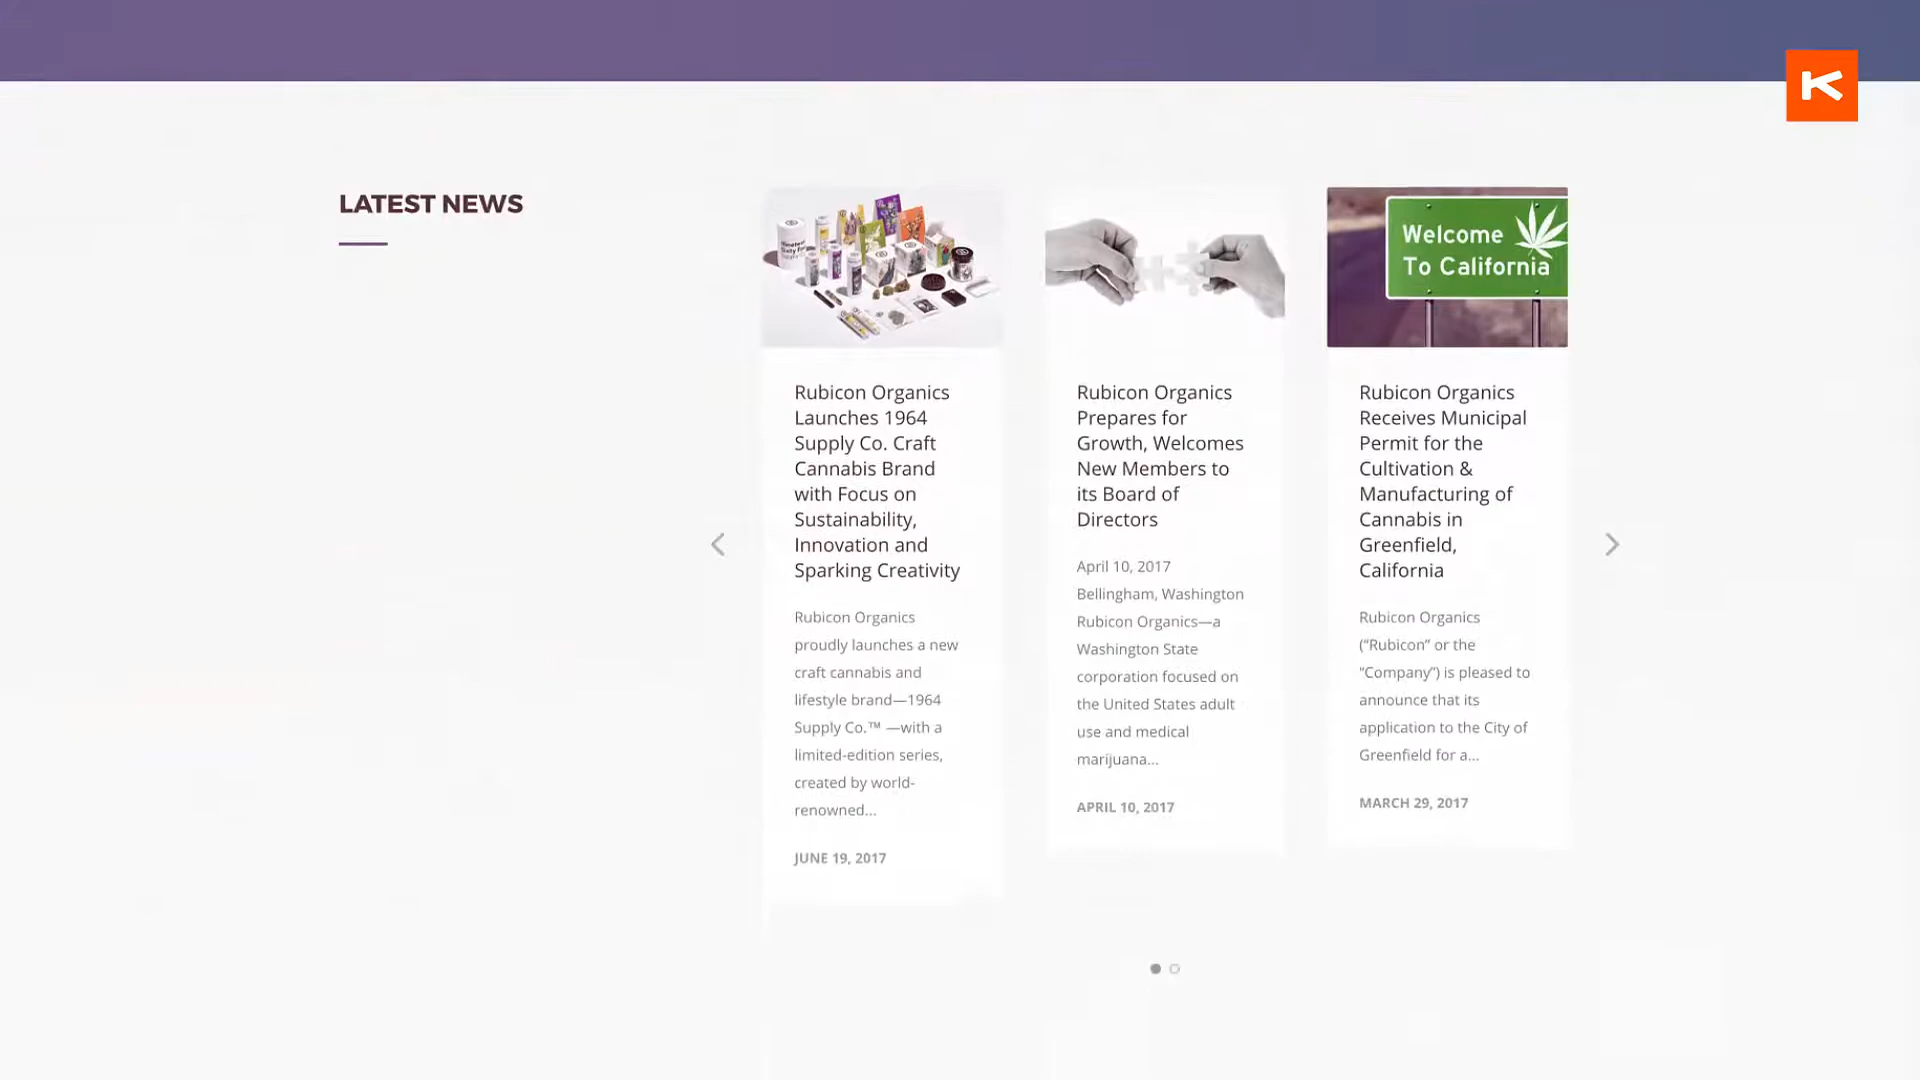 LATEST NEWS
Welcome
To California
Rubicon Organics
Launches 1964
Supply Co. Craft
Cannabis Brand
with Focus on
Sustainability,
Innovation and
Sparking Creativity
Rubicon Organics
proudly launches a new
craft cannabis and
lifestyle brand—1964
Supply Co.™ —with a
limited-edition series,
created by world-
renowned...
JUNE 19, 2017
Rubicon Organics
Prepares for
Growth, Welcomes
New Members to
its Board of
Directors
April 10, 2017
Bellingham, Washington
Rubicon Organics—a
Washington State
corporation focused on
the United States adult
use and medical
marijuana...
APRIL 10, 2017
Rubicon Organics
Receives Municipal
Permit for the
Cultivation &
Manufacturing of
Cannabis in
Greenfield,
California
Rubicon Organics
(“Rubicon” or the
“Company”) is pleased to
announce that its
application to the City of
Greenfield for a...
MARCH 29, 2017